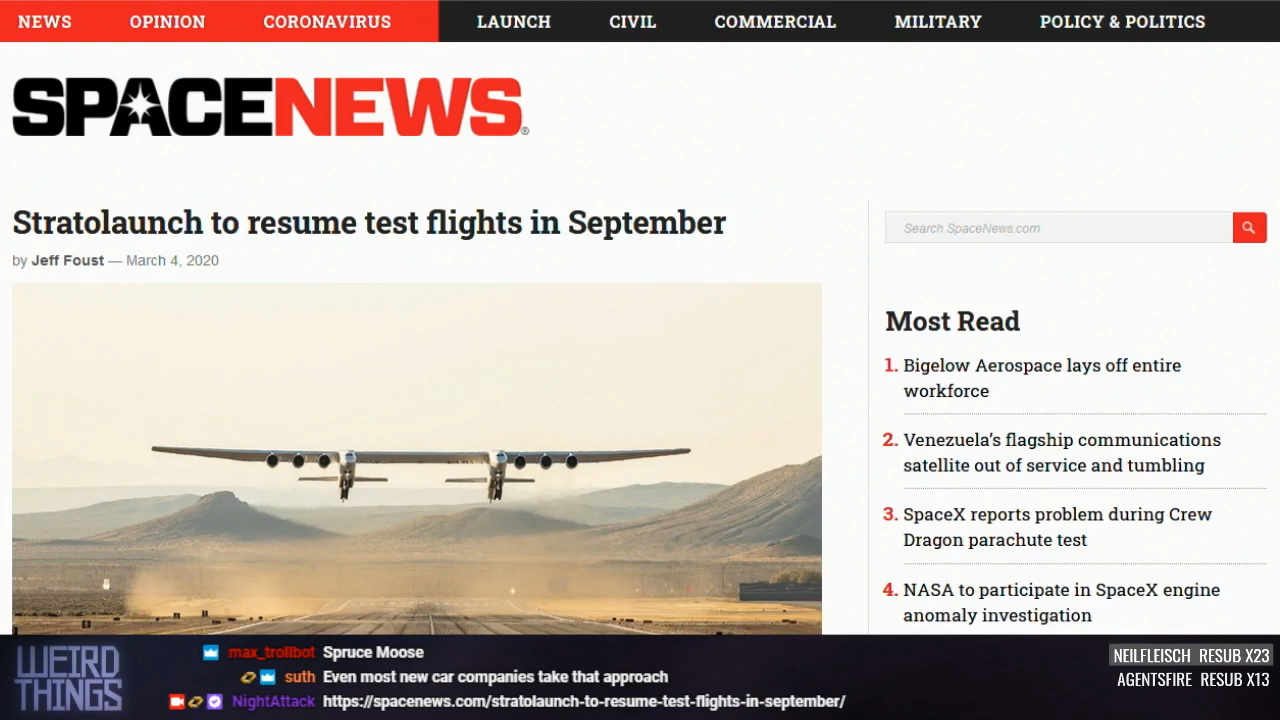 NEWS OPINION CORONAVIRUS LAUNCH CIVIL COMMERCIAL MILITARY POLICY & POLITICS
SPACENEWS®
Stratolaunch to resume test flights in September
by Jeff Foust — March 4, 2020
Search SpaceNews.com
Most Read
1. Bigelow Aerospace lays off entire
workforce
2. Venezuela's flagship communications
satellite out of service and tumbling
3. SpaceX reports problem during Crew
Dragon parachute test
4. NASA to participate in SpaceX engine
anomaly investigation
WEIRD
THINGS
max_trollbot Spruce Moose
suth Even most new car companies take that approach
NightAttack https://spacenews.com/stratolaunch-to-resume-test-flights-in-september/
NEILFLEISCH RESUB X23
AGENTSFIRE RESUB X13